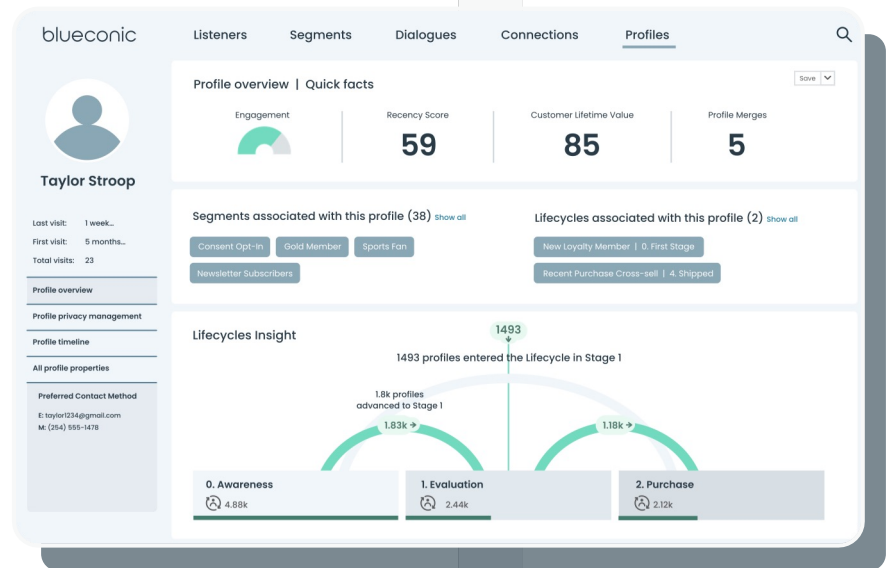 blueconic
Listeners Segments Dialogues Connections Profiles
Taylor Stroop
Last visit: 1 week...
First visit: 5 months...
Total visits: 23
Profile overview
Profile privacy management
Profile timeline
All profile properties
Preferred Contact Method
E: taylor1234@gmail.com
M: (254) 555-1478
Profile overview | Quick facts
Save
Engagement
Recency Score
59
Customer Lifetime Value
85
Profile Merges
5
Segments associated with this profile (38) Show all
Consent Opt-In Gold Member Sports Fan
Newsletter Subscribers
Lifecycles associated with this profile (2) Show all
New Loyalty Member | 0. First Stage
Recent Purchase Cross-sell | 4. Shipped
Lifecycles Insight
1493
1493 profiles entered the Lifecycle in Stage 1
1.8k profiles
advanced to Stage 1
1.83k →
1.18k →
0. Awareness
4.88k
1. Evaluation
2.44k
2. Purchase
2.12k